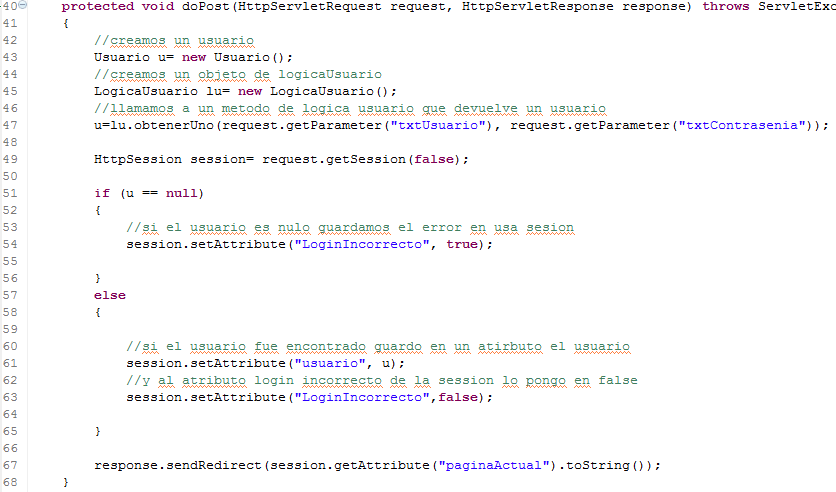 40 protected void doPost(HttpServletRequest request, HttpServletResponse response) throws ServletExc
41 {
42 //creamos un usuario
43 Usuario u= new Usuario();
44 //creamos un objeto de logicaUsuario
45 LogicaUsuario lu= new LogicaUsuario();
46 //llamamos a un metodo de logica usuario que devuelve un usuario
47 u=lu.obtenerUno(request.getParameter("txtUsuario"), request.getParameter("txtContrasenia"));
48
49 HttpSession session= request.getSession(false);
50
51 if (u == null)
52 {
53 //si el usuario es nulo guardamos el error en usa sesion
54 session.setAttribute("LoginIncorrecto", true);
55
56 }
57 else
58 {
59
60 //si el usuario fue encontrado guardo en un atirbuto el usuario
61 session.setAttribute("usuario", u);
62 //y al atributo login incorrecto de la session lo pongo en false
63 session.setAttribute("LoginIncorrecto",false);
64
65 }
66
67 response.sendRedirect(session.getAttribute("paginaActual").toString());
68 }